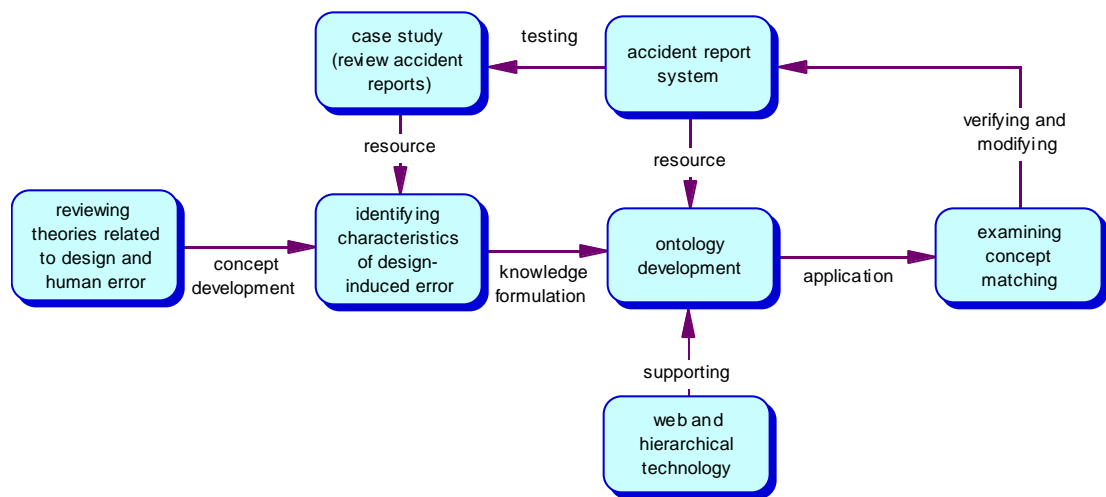 case study
(review accident
reports)
testing
accident report
system
verifying and
modifying
resource
resource
reviewing
theories related
to design and
human error
concept
development
identifying
characteristics
of design-
induced error
knowledge
formulation
ontology
development
application
examining
concept
matching
supporting
web and
hierarchical
technology